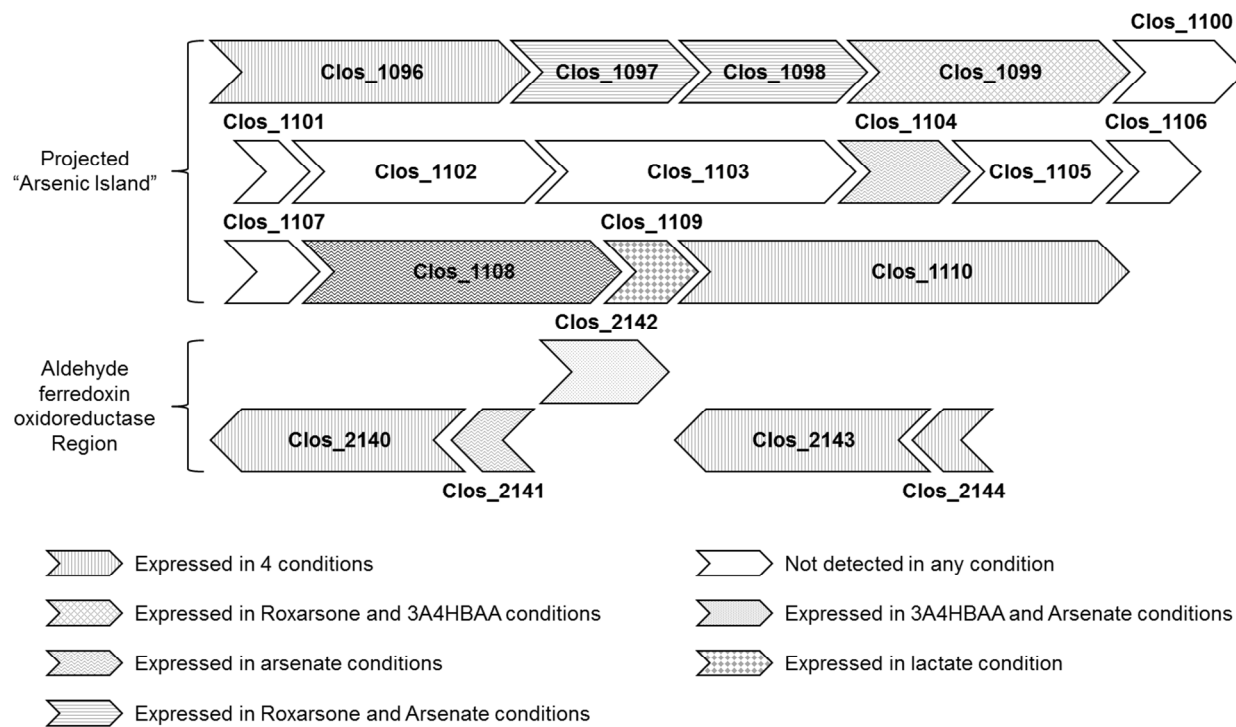 Clos_1100
Clos_1096
Clos_1097
Clos_1098
Clos_1099
Clos_1101
Clos_1104
Clos_1106
Projected
“Arsenic Island”
Clos_1102
Clos_1103
Clos_1105
Clos_1107
Clos_1109
Clos_1108
Clos_1110
Clos_2142
Aldehyde
ferredoxin
oxidoreductase
Region
Clos_2140
Clos_2143
Clos_2141
Clos_2144
Expressed in 4 conditions
Not detected in any condition
Expressed in Roxarsone and 3A4HBAA conditions
Expressed in 3A4HBAA and Arsenate conditions
Expressed in arsenate conditions
Expressed in lactate condition
Expressed in Roxarsone and Arsenate conditions